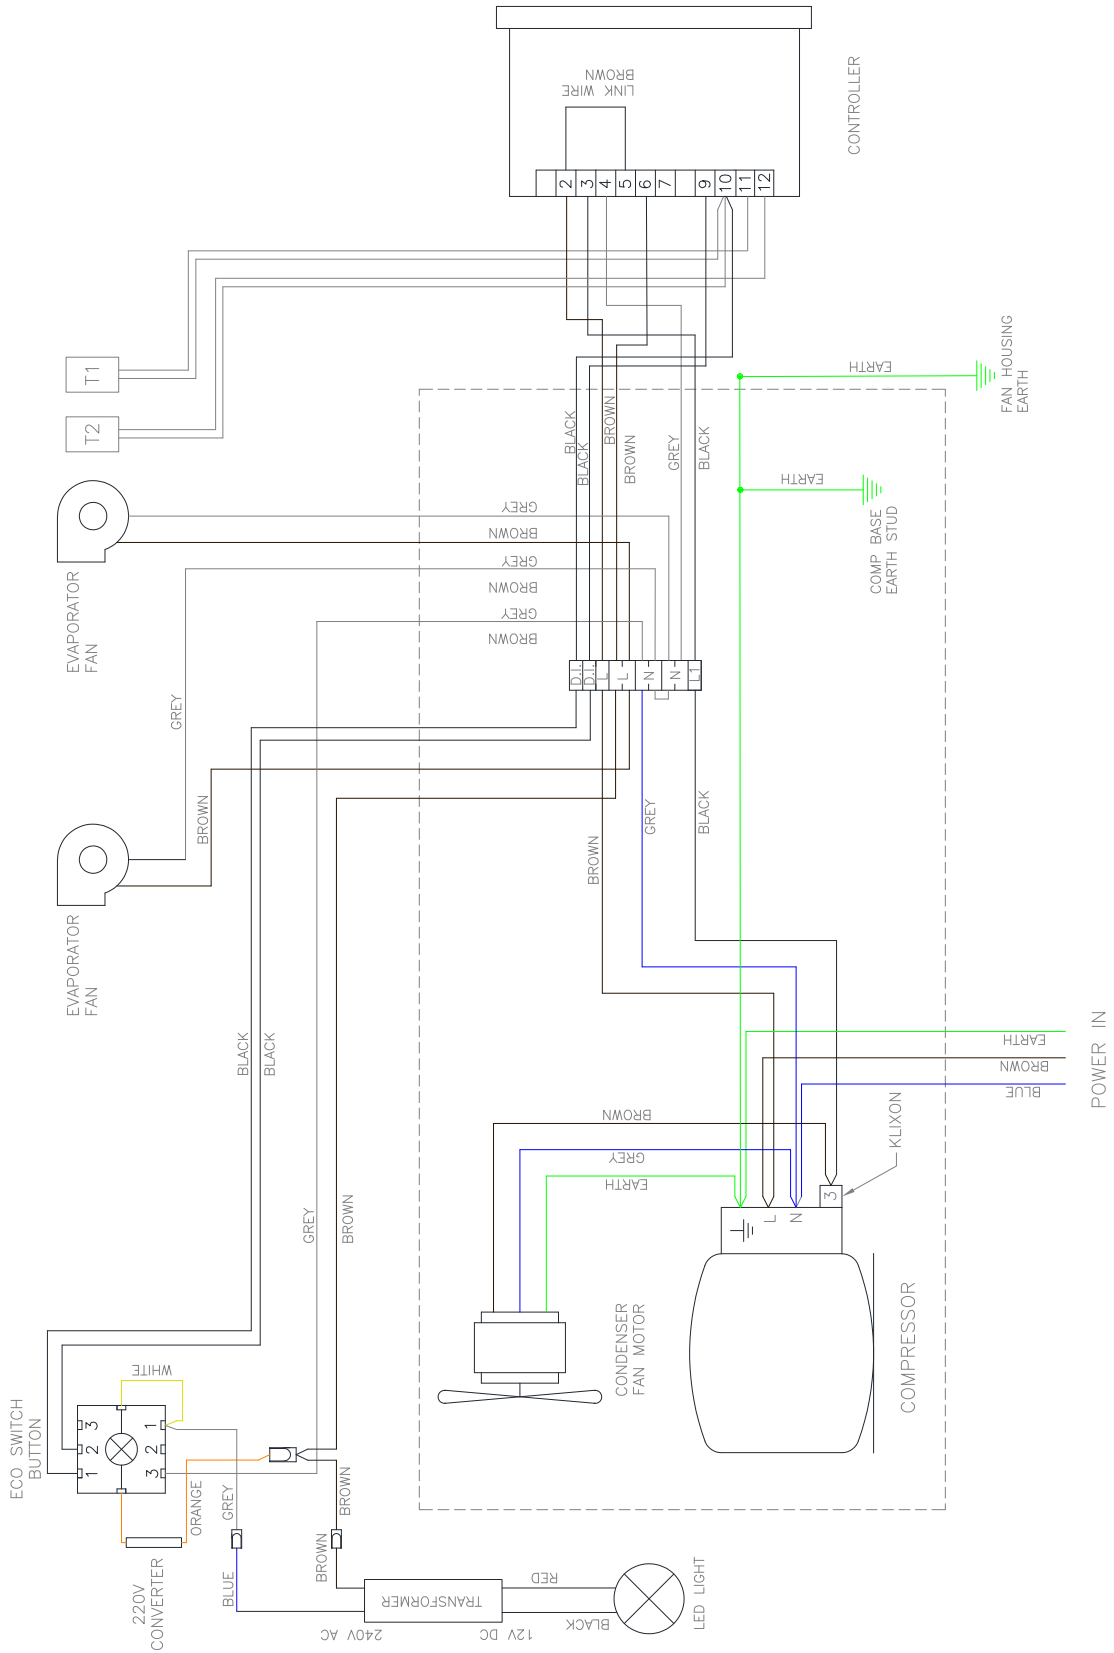 LINK WIRE
BROWN
CONTROLLER
2
3
4
5
6
7
9
10
11
12
T1
T2
EVAPORATOR
FAN
EVAPORATOR
FAN
GREY
BROWN
GREY
BROWN
GREY
BROWN
BLACK
BLACK
BROWN
BROWN
GREY
BLACK
EARTH
FAN HOUSING
EARTH
EARTH
COMP BASE
EARTH STUD
D.I.
D.I.
L
L
N
N
L1
GREY
BROWN
BROWN
GREY
BLACK
BLACK
BLACK
EARTH
BROWN
BLUE
POWER IN
BROWN
GREY
EARTH
KLIXON
3
L
N
COMPRESSOR
CONDENSER
FAN MOTOR
GREY
BROWN
WHITE
ECO SWITCH
BUTTON
3
2
1
1
2
3
ORANGE
GREY
BROWN
220V
CONVERTER
BLUE
BROWN
TRANSFORMER
240V AC
12V DC
RED
BLACK
LED LIGHT